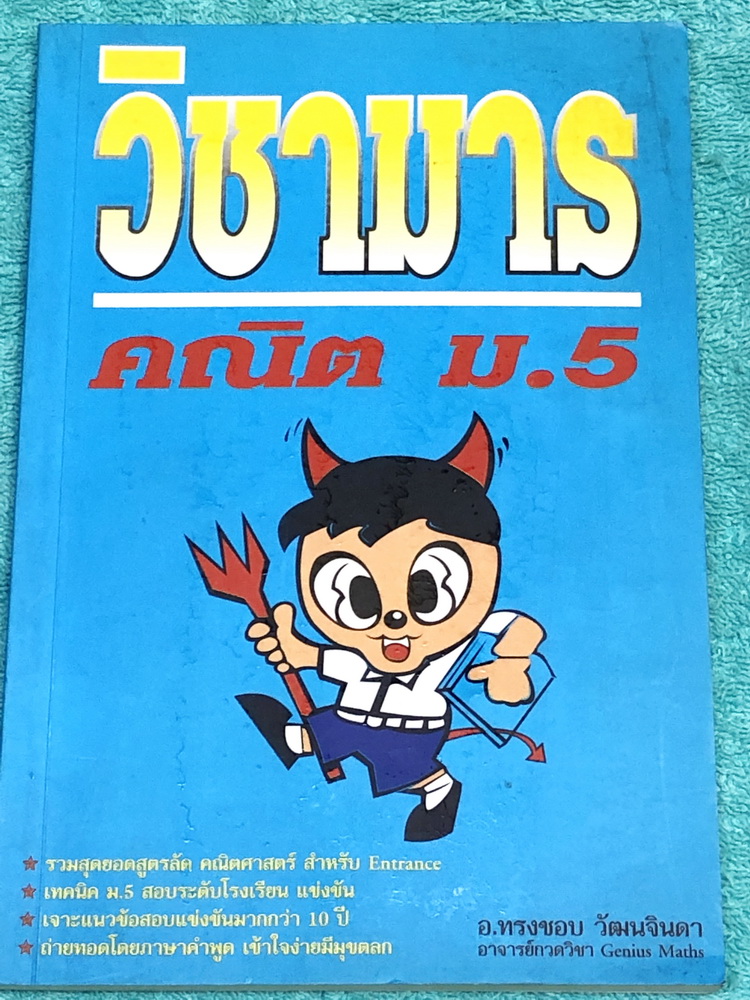 วิชามาร
คณิต ม.5
รวมสุดยอดสูตรลัด คณิตศาสตร์ สำหรับ Entrance
เทคนิค ม.5 สอบระดับโรงเรียน แข่งขัน
เจาะแนวข้อสอบแข่งขันมากกว่า 10 ปี
ถ่ายทอดโดยภาษาคำพูด เข้าใจง่ายมีมุขตลก
อ.ทรงชอบ วัฒนจินดา
อาจารย์กวดวิชา Genius Maths